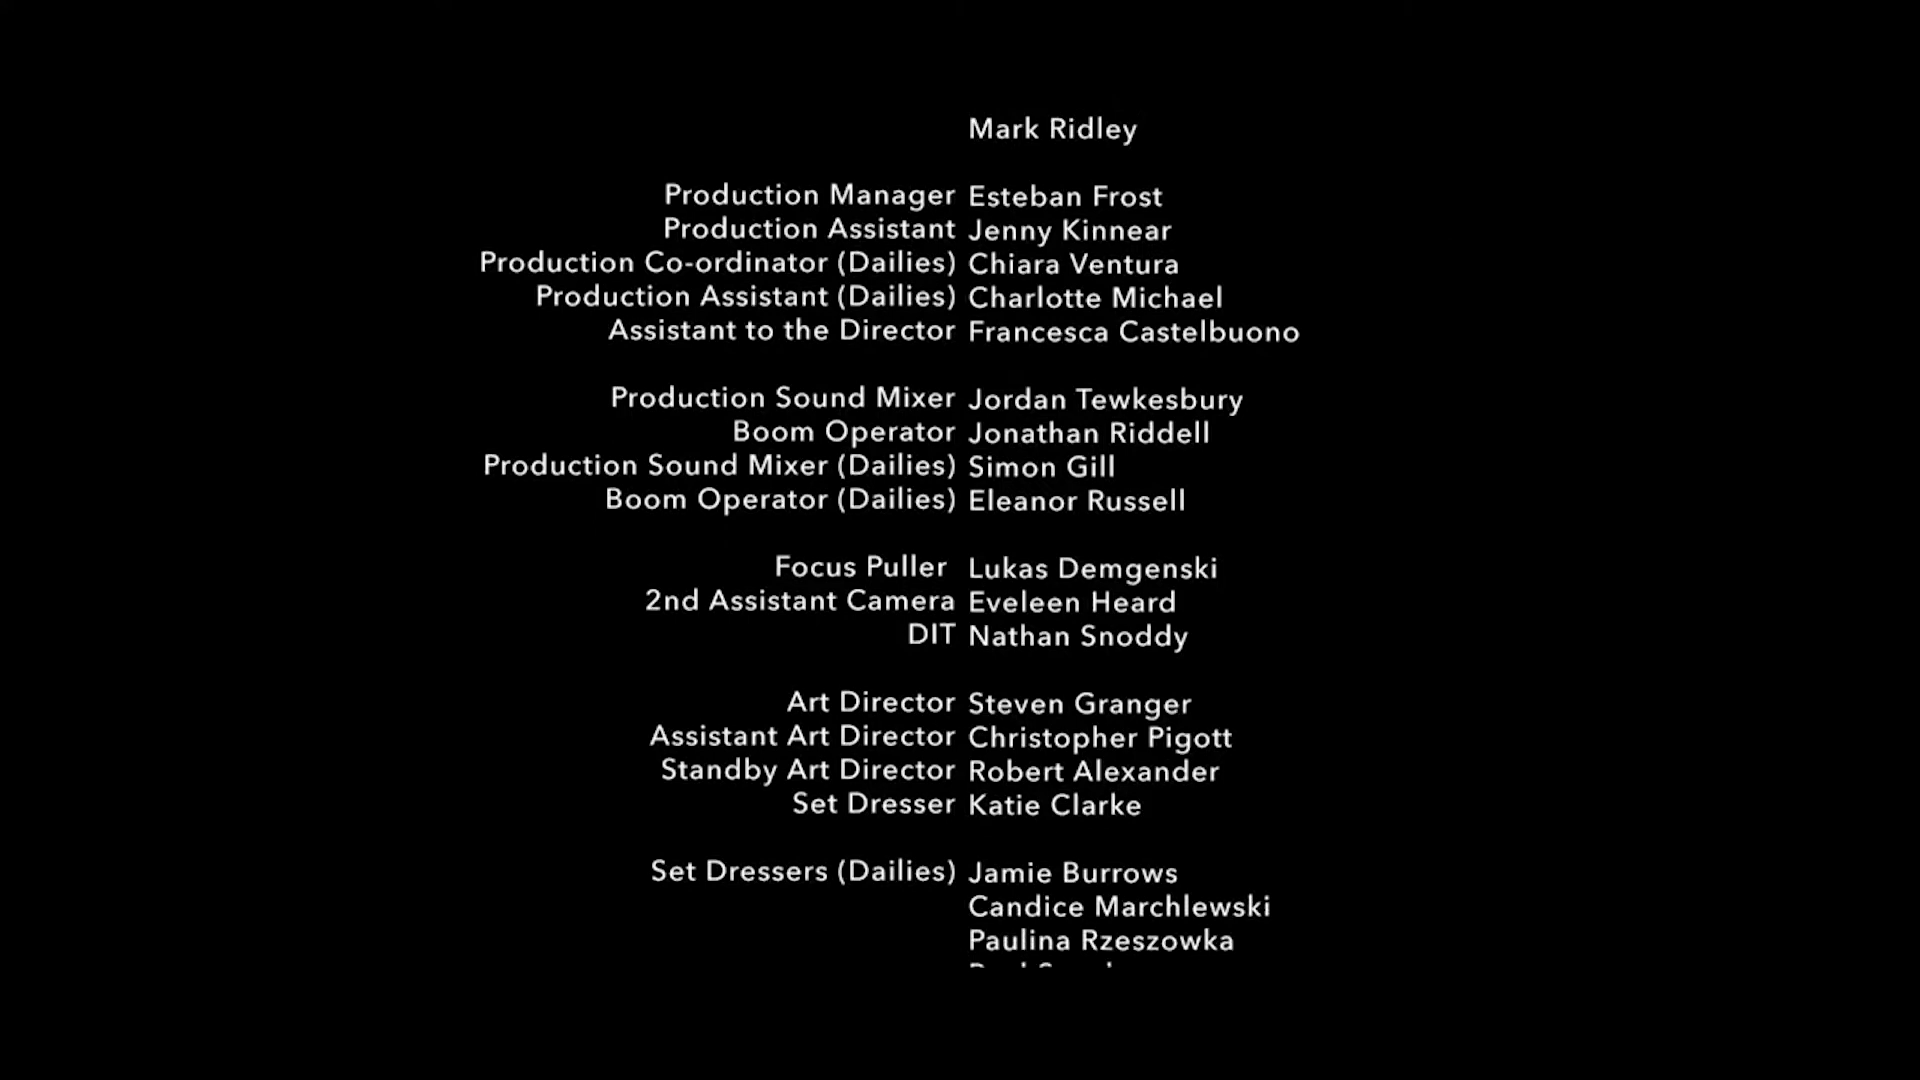 Mark Ridley
Production Manager Esteban Frost
Production Assistant Jenny Kinnear
Production Co-ordinator (Dailies) Chiara Ventura
Production Assistant (Dailies) Charlotte Michael
Assistant to the Director Francesca Castelbuono
Production Sound Mixer Jordan Tewkesbury
Boom Operator Jonathan Riddell
Production Sound Mixer (Dailies) Simon Gill
Boom Operator (Dailies) Eleanor Russell
Focus Puller Lukas Demgenski
2nd Assistant Camera Eveleen Heard
DIT Nathan Snoddy
Art Director Steven Granger
Assistant Art Director Christopher Pigott
Standby Art Director Robert Alexander
Set Dresser Katie Clarke
Set Dressers (Dailies) Jamie Burrows
Candice Marchlewski
Paulina Rzeszowka